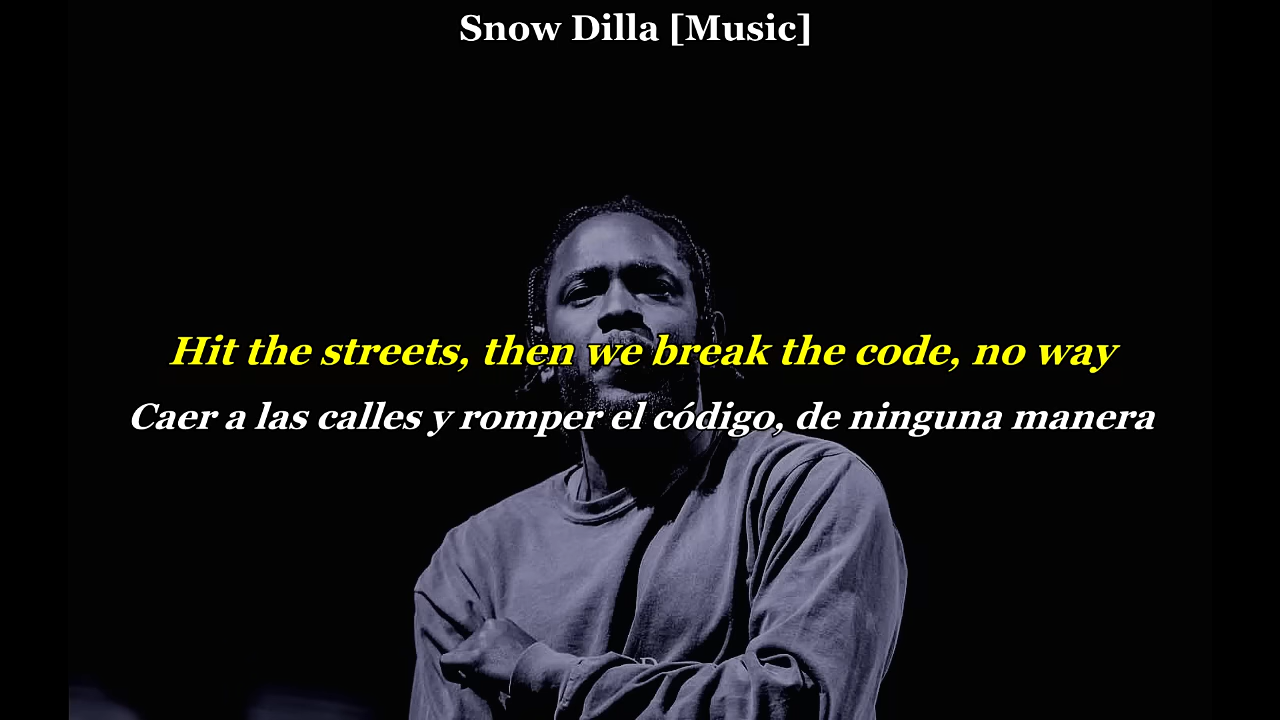 Snow Dilla [Music]
Hit the streets, then we break the code, no way
Caer a las calles y romper el código, de ninguna manera